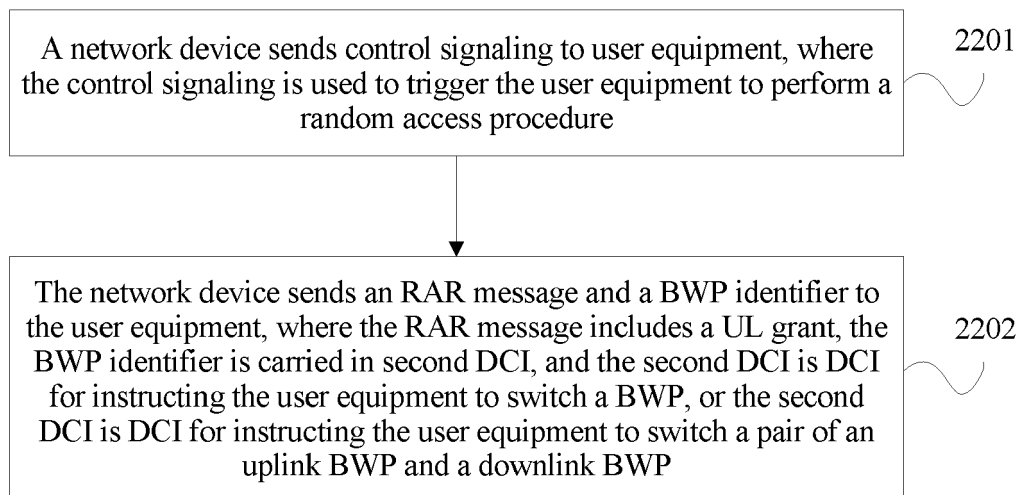 A network device sends control signaling to user equipment, where
the control signaling is used to trigger the user equipment to perform a
random access procedure
2201
The network device sends an RAR message and a BWP identifier to
the user equipment, where the RAR message includes a UL grant, the
BWP identifier is carried in second DCI, and the second DCI is DCI
for instructing the user equipment to switch a BWP, or the second
DCI is DCI for instructing the user equipment to switch a pair of an
uplink BWP and a downlink BWP
2202